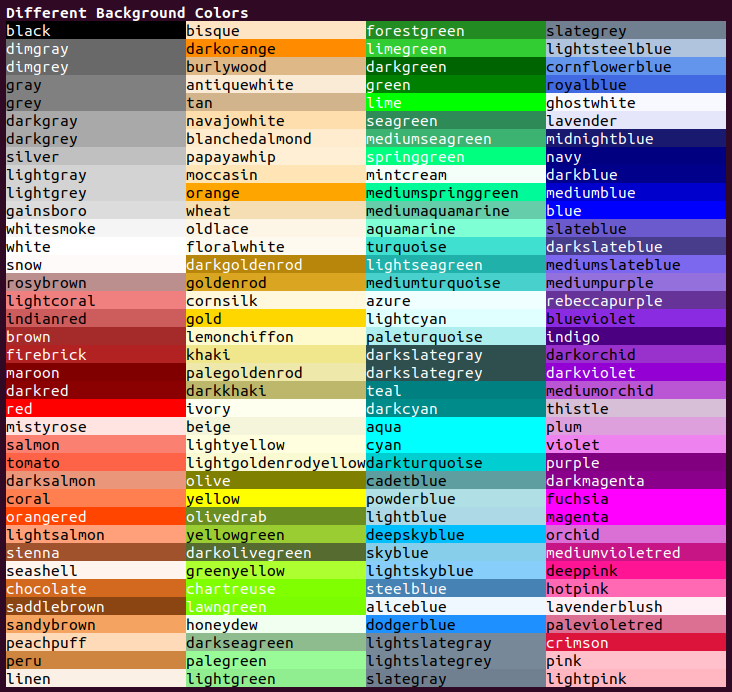 Different Background Colors
black bisque forestgreen slategrey
dimgray darkorange limegreen lightsteelblue
dimgrey burlywood darkgreen cornflowerblue
gray antiquewhite green royalblue
grey tan lime ghostwhite
darkgray navajowhite seagreen lavender
darkgrey blanchedalmond mediumseagreen midnightblue
silver papayawhip springgreen navy
lightgray moccasin mintcream darkblue
lightgrey orange mediumspringgreen mediumblue
gainsboro wheat mediumaquamarine blue
whitesmoke oldlace aquamarine slateblue
white floralwhite turquoise darkslateblue
snow darkgoldenrod lightseagreen mediumslateblue
rosybrown goldenrod mediumturquoise mediumpurple
lightcoral cornsilk azure rebeccapurple
indianred gold lightcyan blueviolet
brown lemonchiffon paleturquoise indigo
firebrick khaki darkslategray darkorchid
maroon palegoldenrod darkslategrey darkviolet
darkred darkkhaki teal mediumorchid
red ivory darkcyan thistle
mistyrose beige aqua plum
salmon lightyellow cyan violet
tomato lightgoldenrodyellow darkturquoise purple
darksalmon olive cadetblue darkmagenta
coral yellow powderblue fuchsia
orangered olivedrab lightblue magenta
lightsalmon yellowgreen deepskyblue orchid
sienna darkolivegreen skyblue mediumvioletred
seashell greenyellow lightskyblue deeppink
chocolate chartreuse steelblue hotpink
saddlebrown lawngreen aliceblue lavenderblush
sandybrown honeydew dodgerblue palevioletred
peachpuff darkseagreen lightslategray crimson
peru palegreen lightslategrey pink
linen lightgreen slategray lightpink